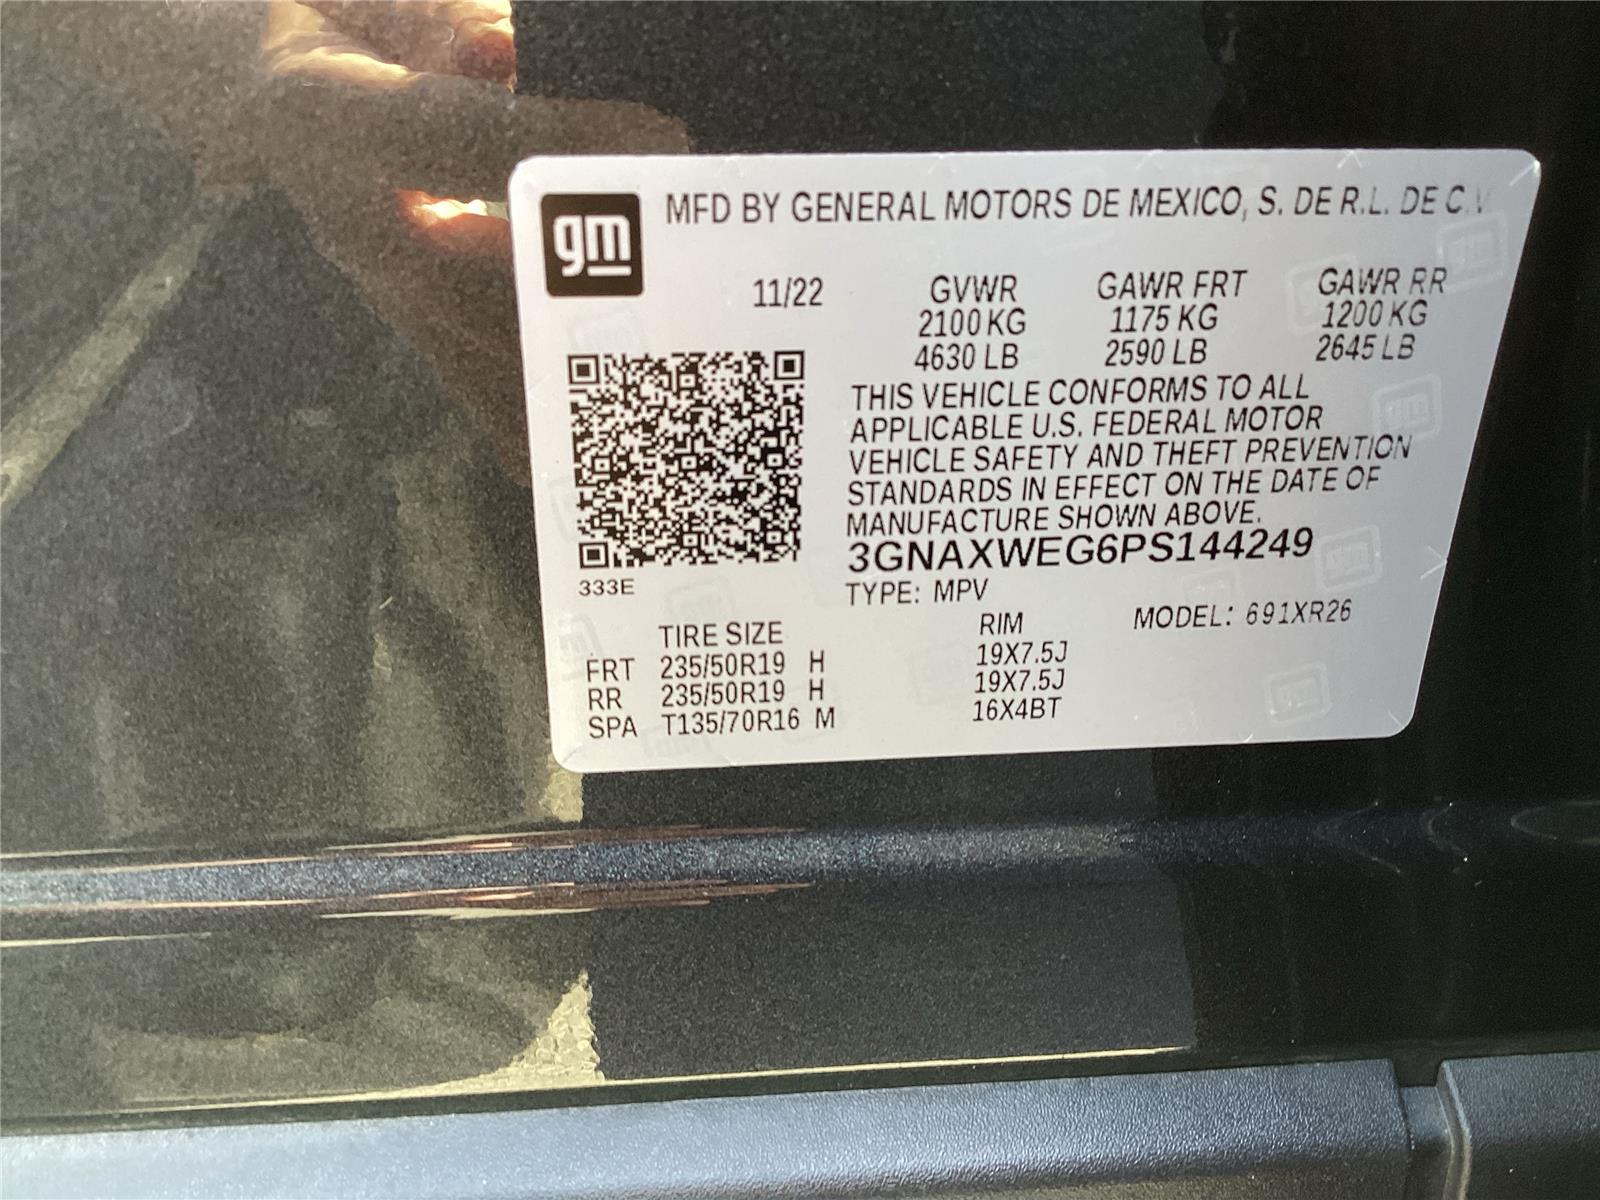 gm
MFD BY GENERAL MOTORS DE MEXICO, S. DE R.L. DE C.V
11/22 GVWR GAWR FRT GAWR RR
2100 KG 1175 KG 1200 KG
4630 LB 2590 LB 2645 LB
THIS VEHICLE CONFORMS TO ALL
APPLICABLE U.S. FEDERAL MOTOR
VEHICLE SAFETY AND THEFT PREVENTION
STANDARDS IN EFFECT ON THE DATE OF
MANUFACTURE SHOWN ABOVE.
3GNAXWEG6PS144249
333E
TYPE: MPV MODEL: 691XR26
TIRE SIZE RIM
FRT 235/50R19 H 19X7.5J
RR 235/50R19 H 19X7.5J
SPA T135/70R16 M 16X4BT